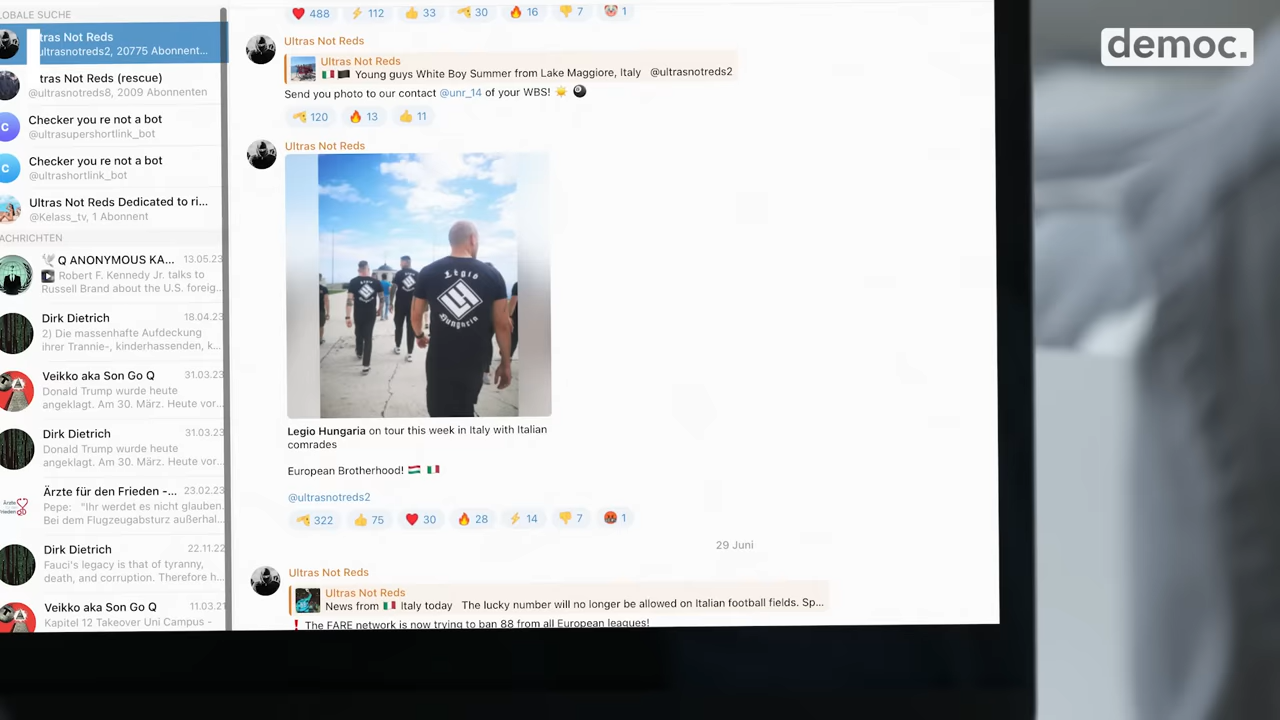 LOBALE SUCHE
tras Not Reds
ultrasnotreds2, 20775 Abonnent...
tras Not Reds (rescue)
@ultrasnotreds8, 2009 Abonnenten
Checker you re not a bot
@ultrasupershortlink_bot
Checker you re not a bot
@ultrashortlink_bot
Ultras Not Reds Dedicated to ri...
@Kelass_tv, 1 Abonnent
ACHRICHTEN
Q ANONYMOUS KA... 13.05.23
Robert F. Kennedy Jr. talks to
Russell Brand about the U.S. foreig...
Dirk Dietrich 18.04.23
2) Die massenhafte Aufdeckung
ihrer Trannie-, kinderhassenden, k...
Veikko aka Son Go Q 31.03.23
Donald Trump wurde heute
angeklagt. Am 30. März. Heute vor...
Dirk Dietrich 31.03.23
Donald Trump wurde heute
angeklagt. Am 30. März. Heute vor...
Ärzte für den Frieden -... 23.02.23
Pepe: "Ihr werdet es nicht glauben.
Bei dem Flugzeugabsturz außerhal...
Dirk Dietrich 22.11.22
Fauci's legacy is that of tyranny,
death, and corruption. Therefore h...
Veikko aka Son Go Q 11.03.21
Kapitel 12 Takeover Uni Campus -
488 112 33 30 16 7 1
Ultras Not Reds
Ultras Not Reds
Young guys White Boy Summer from Lake Maggiore, Italy @ultrasnotreds2
Send you photo to our contact @unr_14 of your WBS!
120 13 11
Ultras Not Reds
Legio
Hungaria
Legio Hungaria on tour this week in Italy with Italian
comrades
European Brotherhood!
@ultrasnotreds2
322 75 30 28 14 7 1
29 Juni
Ultras Not Reds
Ultras Not Reds
News from Italy today The lucky number will no longer be allowed on Italian football fields. Sp...
The FARE network is now trying to ban 88 from all European leagues!
democ.